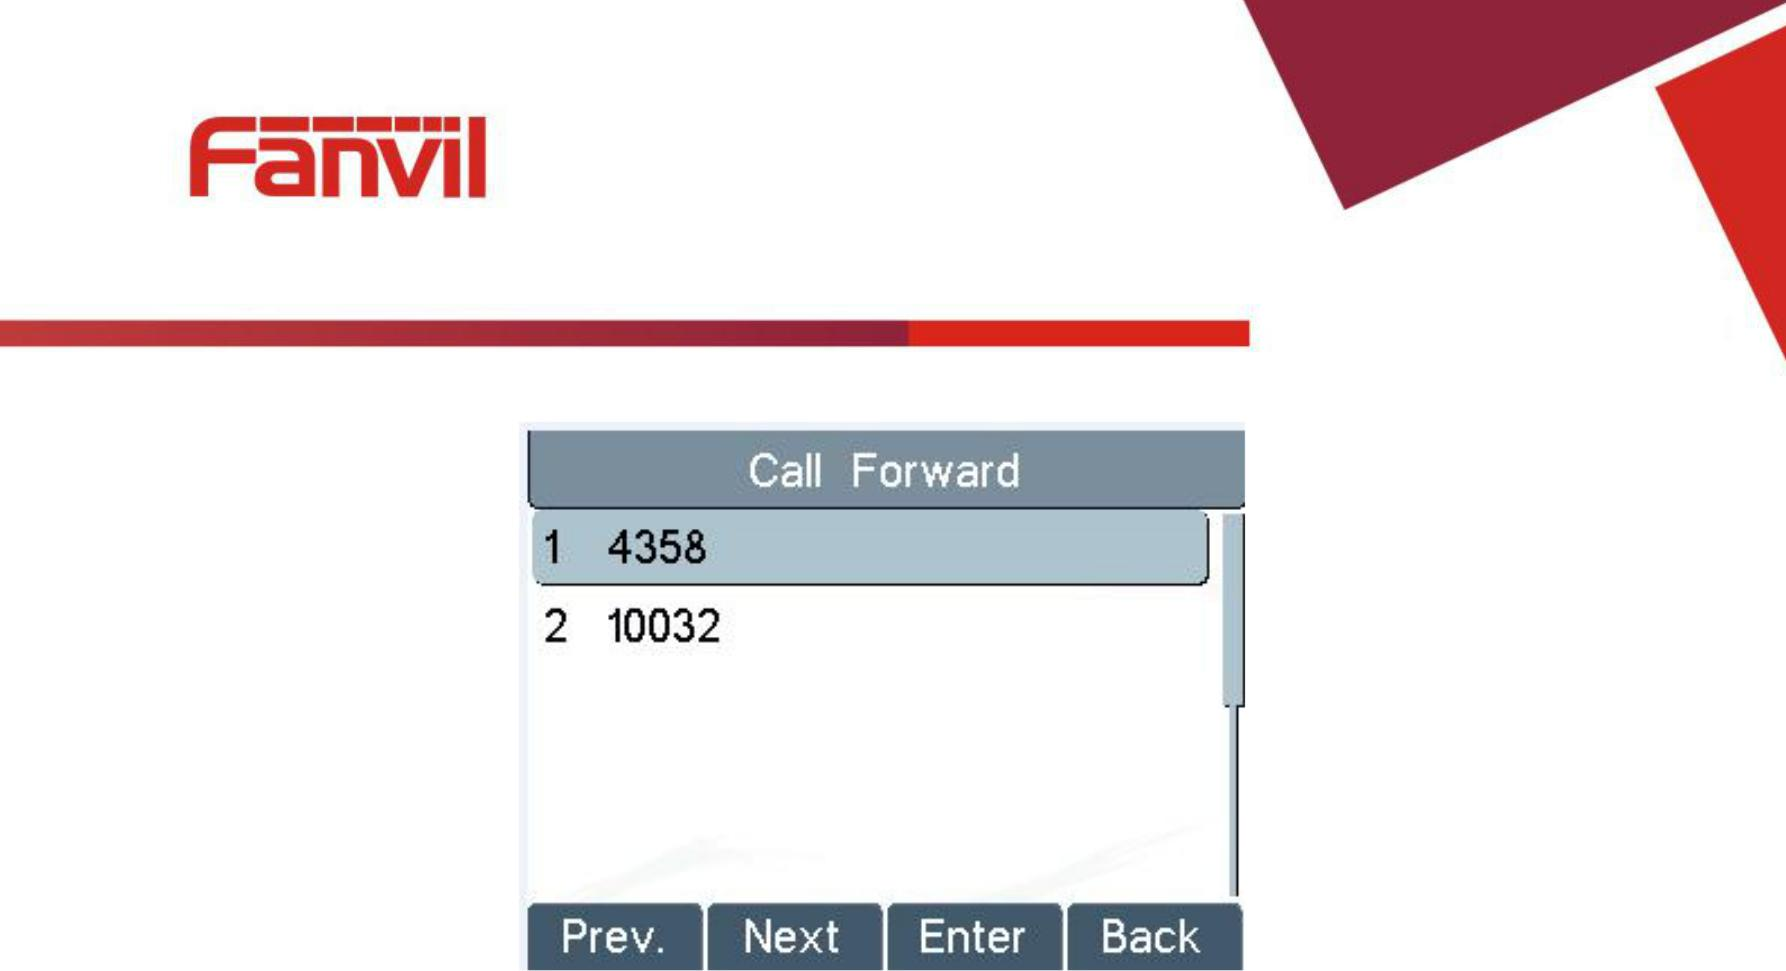 Fanvil
Call Forward
1 4358
2 10032
Prev. Next Enter Back